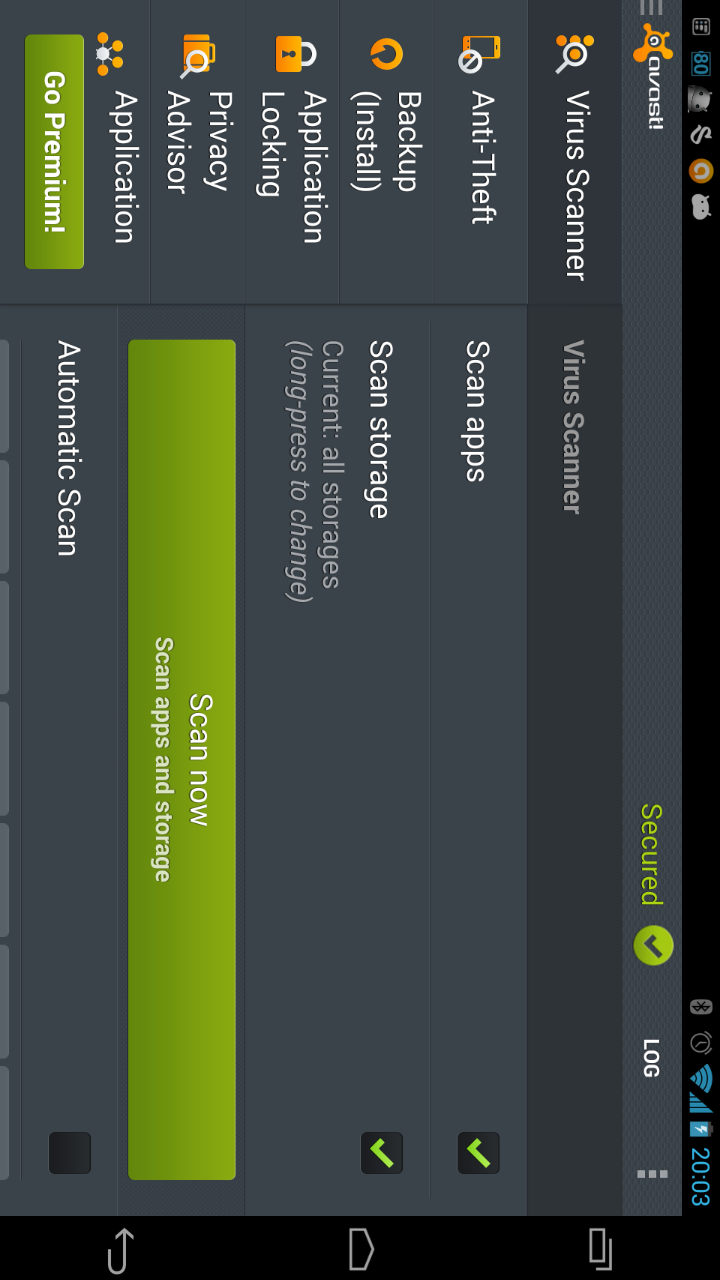 80
20:03
avast!
Secured
LOG
Virus Scanner
Anti-Theft
Backup
(Install)
Application
Locking
Privacy
Advisor
Application
Go Premium!
Virus Scanner
Scan apps
Scan storage
Current: all storages
(long-press to change)
Scan now
Scan apps and storage
Automatic Scan